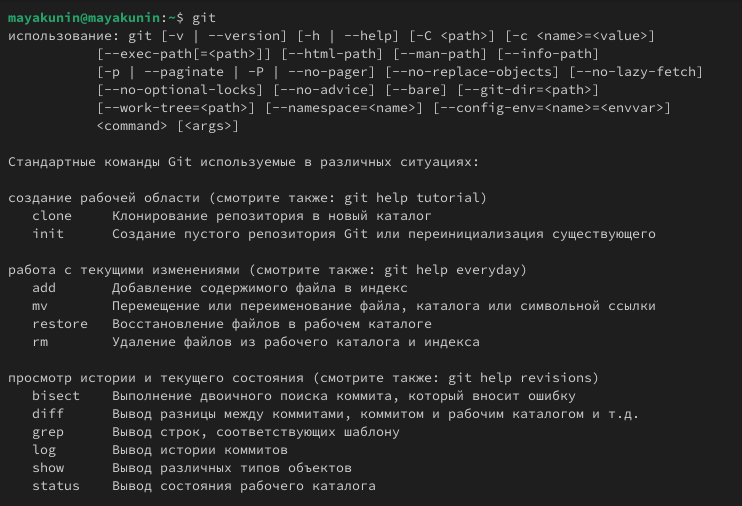 mayakunin@mayakunin:~$ git
использование: git [-v | --version] [-h | --help] [-C <path>] [-c <name>=<value>]
           [--exec-path[=<path>]] [--html-path] [--man-path] [--info-path]
           [-p | --paginate | -P | --no-pager] [--no-replace-objects] [--no-lazy-fetch]
           [--no-optional-locks] [--no-advice] [--bare] [--git-dir=<path>]
           [--work-tree=<path>] [--namespace=<name>] [--config-env=<name>=<envvar>]
           <command> [<args>]

Стандартные команды Git используемые в различных ситуациях:

создание рабочей области (смотрите также: git help tutorial)
   clone     Клонирование репозитория в новый каталог
   init      Создание пустого репозитория Git или переинициализация существующего

работа с текущими изменениями (смотрите также: git help everyday)
   add       Добавление содержимого файла в индекс
   mv        Перемещение или переименование файла, каталога или символьной ссылки
   restore   Восстановление файлов в рабочем каталоге
   rm        Удаление файлов из рабочего каталога и индекса

просмотр истории и текущего состояния (смотрите также: git help revisions)
   bisect    Выполнение двоичного поиска коммита, который вносит ошибку
   diff      Вывод разницы между коммитами, коммитом и рабочим каталогом и т.д.
   grep      Вывод строк, соответствующих шаблону
   log       Вывод истории коммитов
   show      Вывод различных типов объектов
   status    Вывод состояния рабочего каталога